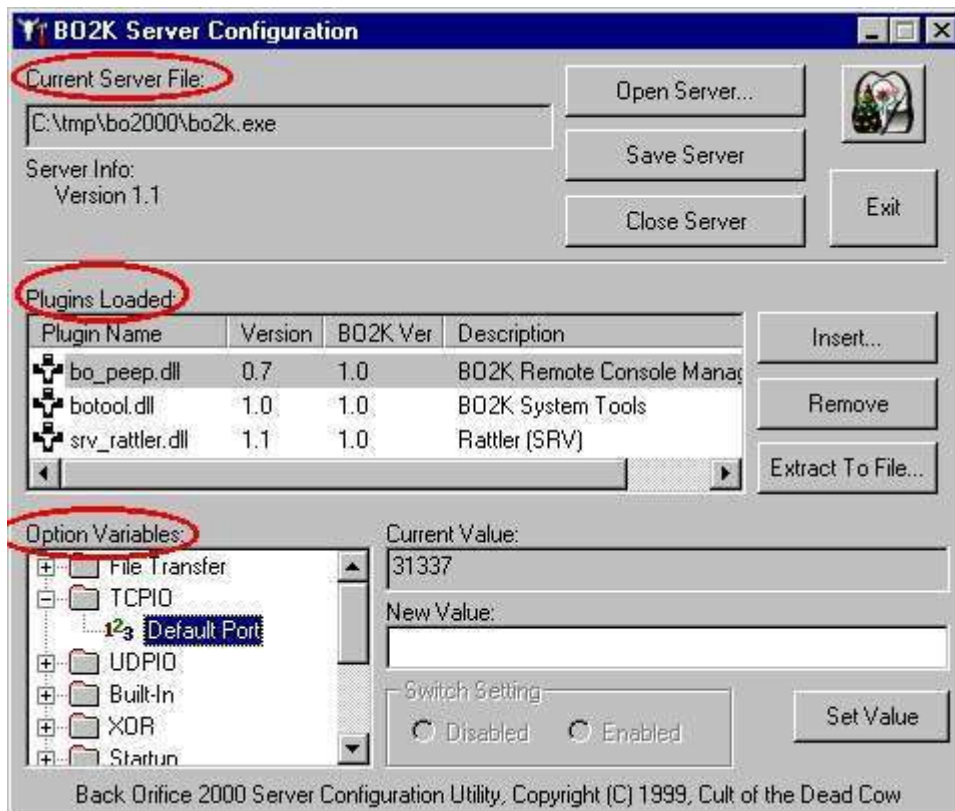 BO2K Server Configuration
Current Server File:
C:\tmp\bo2000\bo2k.exe
Server Info:
Version 1.1
Open Server...
Save Server
Close Server
Exit
Plugins Loaded:
Plugin Name Version BO2K Ver Description
bo_peep.dll 0.7 1.0 BO2K Remote Console Manag
botool.dll 1.0 1.0 BO2K System Tools
srv_rattler.dll 1.1 1.0 Rattler (SRV)
Insert...
Remove
Extract To File...
Option Variables:
File Transfer
TCPIO
123 Default Port
UDPIO
Built-In
XOR
Startup
Current Value:
31337
New Value:
Switch Setting
Disabled Enabled
Set Value
Back Orifice 2000 Server Configuration Utility, Copyright (C) 1999, Cult of the Dead Cow